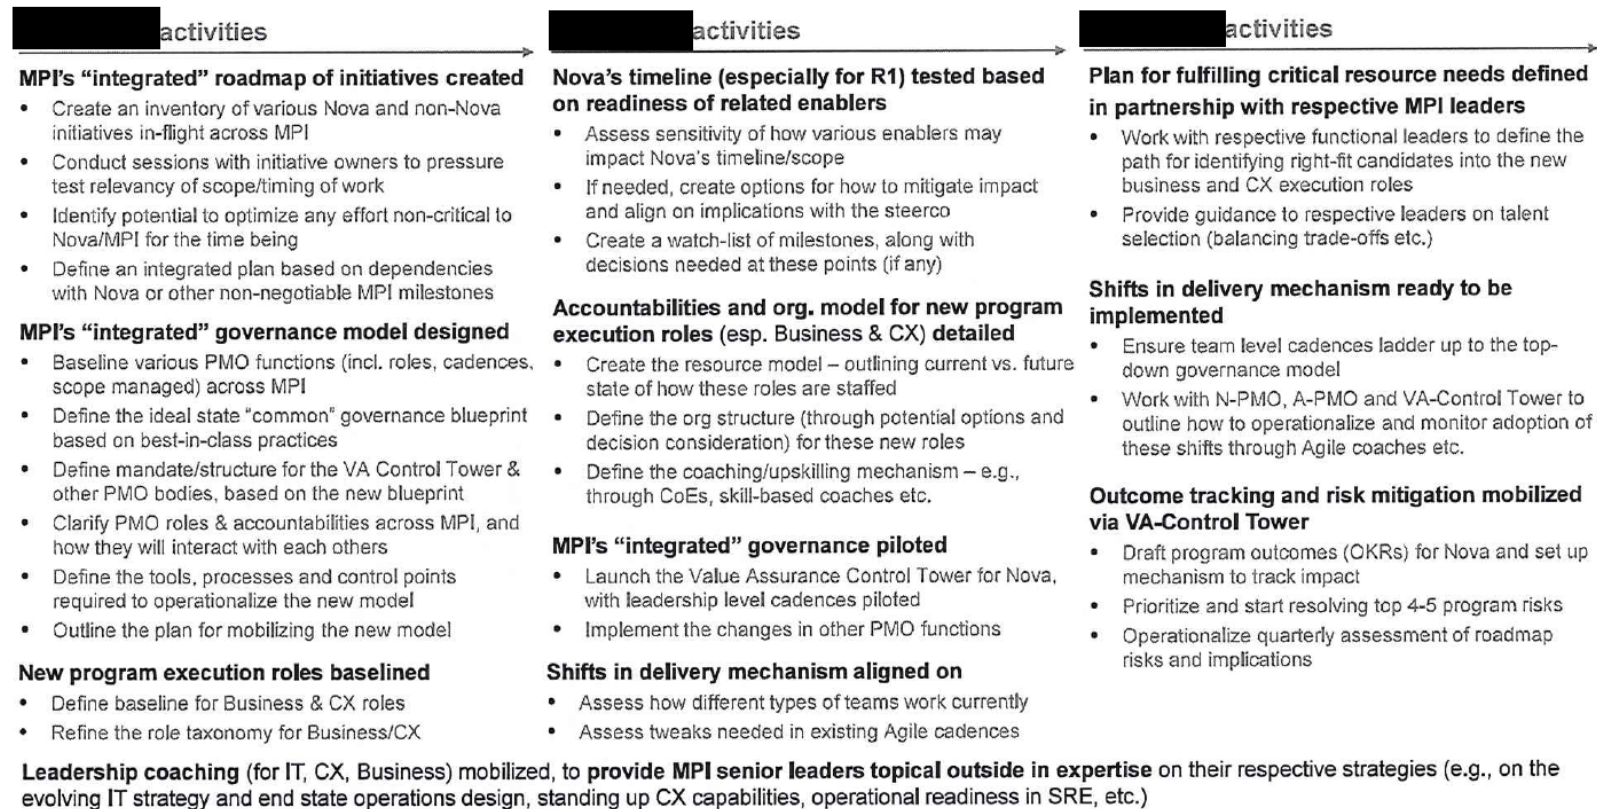 activities
MPI's “integrated” roadmap of initiatives created
• Create an inventory of various Nova and non-Nova
initiatives in-flight across MPI
• Conduct sessions with initiative owners to pressure
test relevancy of scope/timing of work
• Identify potential to optimize any effort non-critical to
Nova/MPI for the time being
• Define an integrated plan based on dependencies
with Nova or other non-negotiable MPI milestones
MPI's “integrated” governance model designed
• Baseline various PMO functions (incl. roles, cadences,
scope managed) across MPI
• Define the ideal state “common” governance blueprint
based on best-in-class practices
• Define mandate/structure for the VA Control Tower &
other PMO bodies, based on the new blueprint
• Clarify PMO roles & accountabilities across MPI, and
how they will interact with each others
• Define the tools, processes and control points
required to operationalize the new model
• Outline the plan for mobilizing the new model
New program execution roles baselined
• Define baseline for Business & CX roles
• Refine the role taxonomy for Business/CX
activities
Nova's timeline (especially for R1) tested based
on readiness of related enablers
• Assess sensitivity of how various enablers may
impact Nova's timeline/scope
• If needed, create options for how to mitigate impact
and align on implications with the steerco
• Create a watch-list of milestones, along with
decisions needed at these points (if any)
Accountabilities and org. model for new program
execution roles (esp. Business & CX) detailed
• Create the resource model – outlining current vs. future
state of how these roles are staffed
• Define the org structure (through potential options and
decision consideration) for these new roles
• Define the coaching/upskilling mechanism – e.g.,
through CoEs, skill-based coaches etc.
MPI's “integrated” governance piloted
• Launch the Value Assurance Control Tower for Nova,
with leadership level cadences piloted
• Implement the changes in other PMO functions
Shifts in delivery mechanism aligned on
• Assess how different types of teams work currently
• Assess tweaks needed in existing Agile cadences
activities
Plan for fulfilling critical resource needs defined
in partnership with respective MPI leaders
• Work with respective functional leaders to define the
path for identifying right-fit candidates into the new
business and CX execution roles
• Provide guidance to respective leaders on talent
selection (balancing trade-offs etc.)
Shifts in delivery mechanism ready to be
implemented
• Ensure team level cadences ladder up to the top-
down governance model
• Work with N-PMO, A-PMO and VA-Control Tower to
outline how to operationalize and monitor adoption of
these shifts through Agile coaches etc.
Outcome tracking and risk mitigation mobilized
via VA-Control Tower
• Draft program outcomes (OKRs) for Nova and set up
mechanism to track impact
• Prioritize and start resolving top 4-5 program risks
• Operationalize quarterly assessment of roadmap
risks and implications
Leadership coaching (for IT, CX, Business) mobilized, to provide MPI senior leaders topical outside in expertise on their respective strategies (e.g., on the
evolving IT strategy and end state operations design, standing up CX capabilities, operational readiness in SRE, etc.)